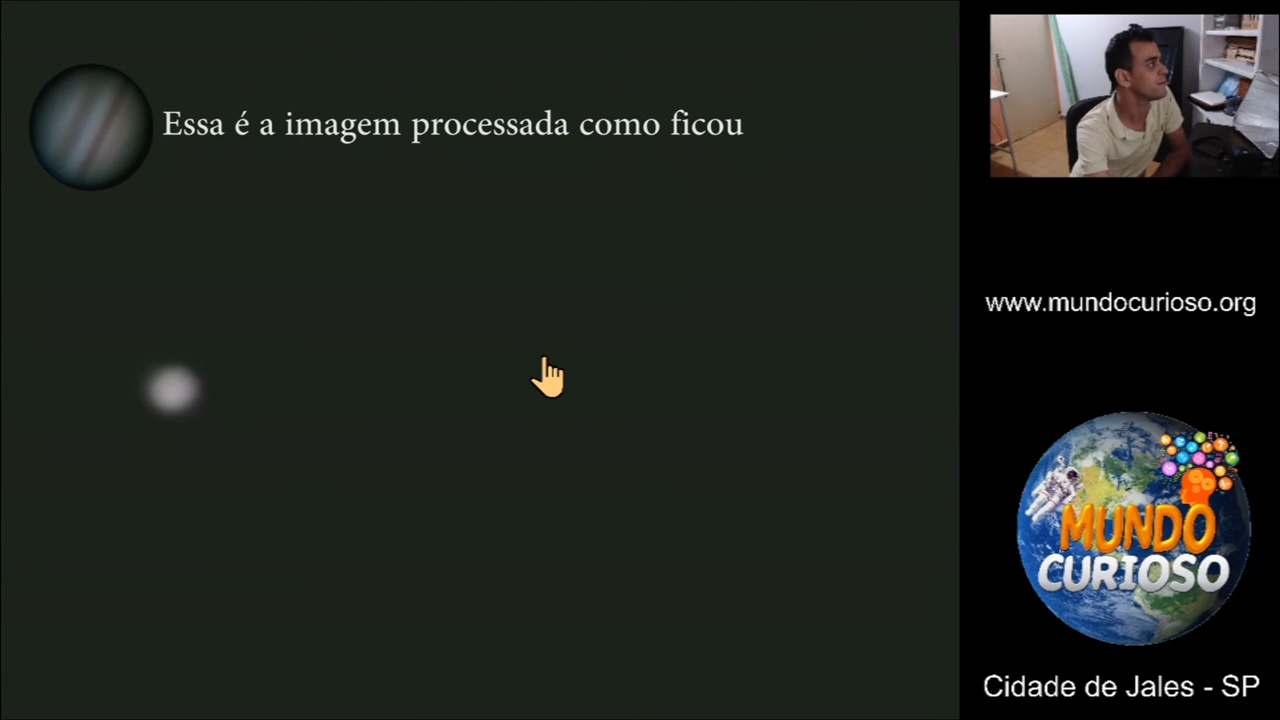 Essa é a imagem processada como ficou
www.mundocurioso.org
MUNDO
CURIOSO
Cidade de Jales - SP